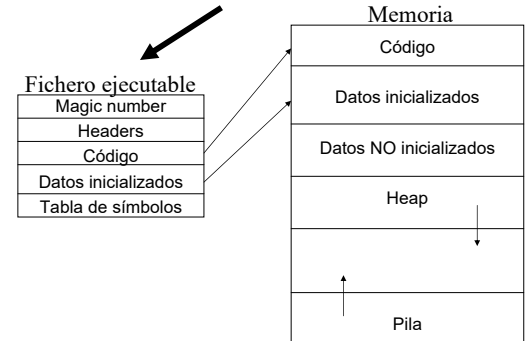 Fichero ejecutable
Magic number
Headers
Código
Datos inicializados
Tabla de símbolos
Memoria
Código
Datos inicializados
Datos NO inicializados
Heap
Pila